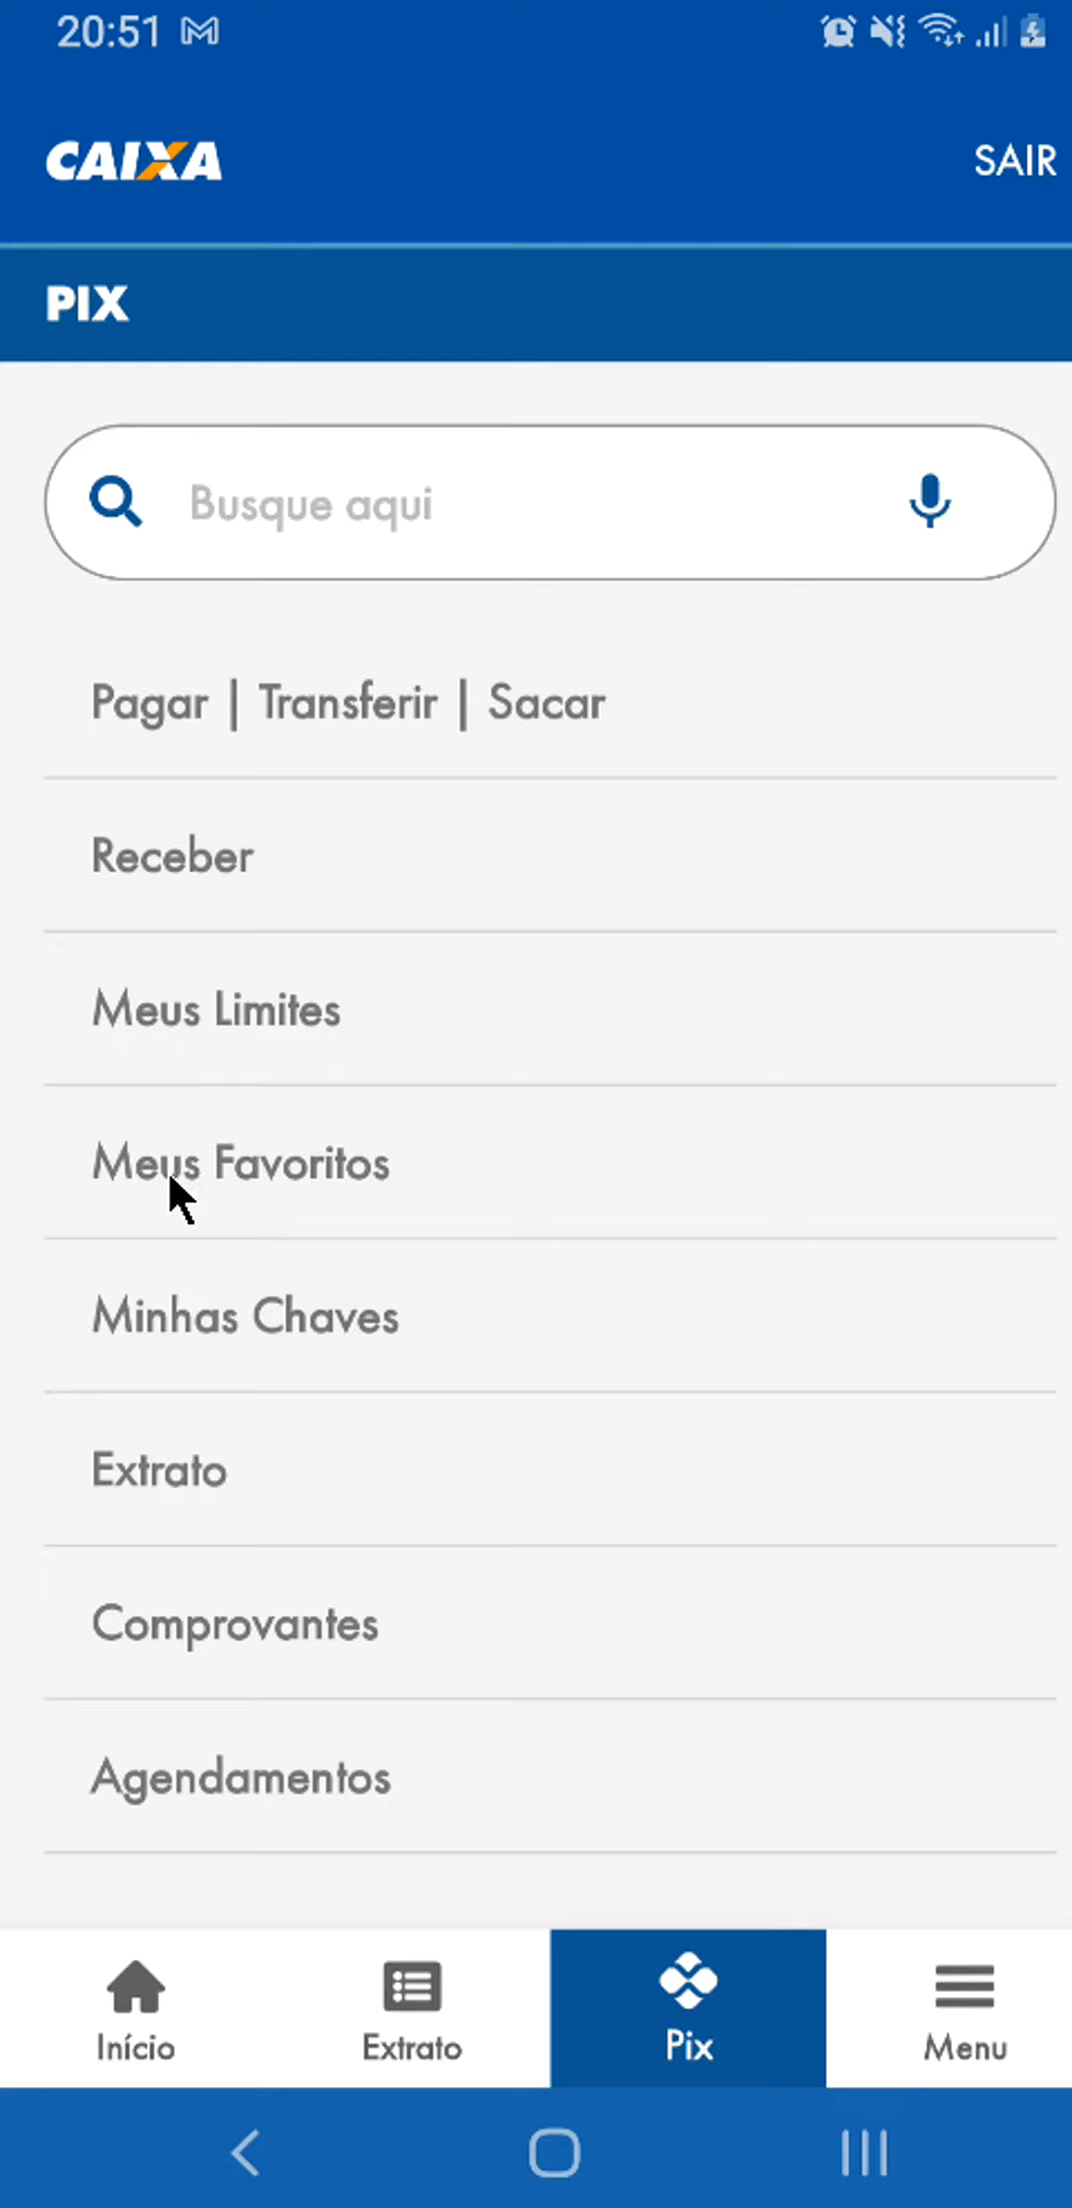 20:51
CAIXA
SAIR
PIX
Busque aqui
Pagar | Transferir | Sacar
Receber
Meus Limites
Meus Favoritos
Minhas Chaves
Extrato
Comprovantes
Agendamentos
Início
Extrato
Pix
Menu